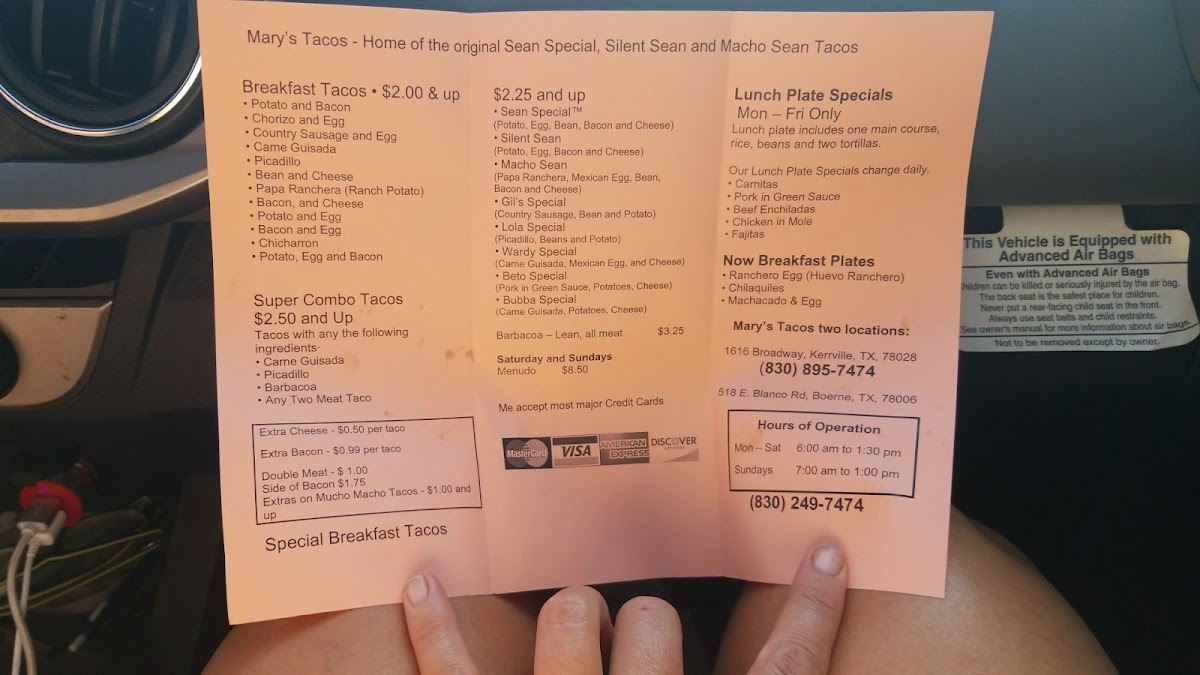 Mary's Tacos - Home of the original Sean Special, Silent Sean and Macho Sean Tacos
Breakfast Tacos • $2.00 & up
• Potato and Bacon
• Chorizo and Egg
• Country Sausage and Egg
• Carne Guisada
• Picadillo
• Bean and Cheese
• Papa Ranchera (Ranch Potato)
• Bacon, and Cheese
• Potato and Egg
• Bacon and Egg
• Chicharron
• Potato, Egg and Bacon
Super Combo Tacos
$2.50 and Up
Tacos with any the following
ingredients·
• Carne Guisada
• Picadillo
• Barbacoa
• Any Two Meat Taco
Extra Cheese - $0.50 per taco
Extra Bacon - $0.99 per taco
Double Meat - $ 1.00
Side of Bacon $1.75
Extras on Mucho Macho Tacos - $1.00 and
up
Special Breakfast Tacos
$2.25 and up
• Sean Special™
(Potato, Egg, Bean, Bacon and Cheese)
• Silent Sean
(Potato, Egg, Bacon and Cheese)
• Macho Sean
(Papa Ranchera, Mexican Egg, Bean,
Bacon and Cheese)
• Gil's Special
(Country Sausage, Bean and Potato)
• Lola Special
(Picadillo, Beans and Potato)
• Wardy Special
(Carne Guisada, Mexican Egg, and Cheese)
• Beto Special
(Pork in Green Sauce, Potatoes, Cheese)
• Bubba Special
(Carne Guisada, Potatoes, Cheese)
Barbacoa – Lean, all meat $3.25
Saturday and Sundays
Menudo $8.50
Me accept most major Credit Cards
MasterCard VISA AMERICAN EXPRESS DISCOVER NETWORK
Lunch Plate Specials
Mon – Fri Only
Lunch plate includes one main course,
rice, beans and two tortillas.
Our Lunch Plate Specials change daily.
• Carnitas
• Pork in Green Sauce
• Beef Enchiladas
• Chicken in Mole
• Fajitas
Now Breakfast Plates
• Ranchero Egg (Huevo Ranchero)
• Chilaquiles
• Machacado & Egg
Mary's Tacos two locations:
1616 Broadway, Kerrville, TX, 78028
(830) 895-7474
518 E. Blanco Rd, Boerne, TX, 78006
Hours of Operation
Mon – Sat 6:00 am to 1:30 pm
Sundays 7:00 am to 1:00 pm
(830) 249-7474
This Vehicle is Equipped with
Advanced Air Bags
Even with Advanced Air Bags
Children can be killed or seriously injured by the air bag.
The back seat is the safest place for children.
Never put a rear-facing child seat in the front.
Always use seat belts and child restraints.
See owner's manual for more information about air bags.
Not to be removed except by owner.